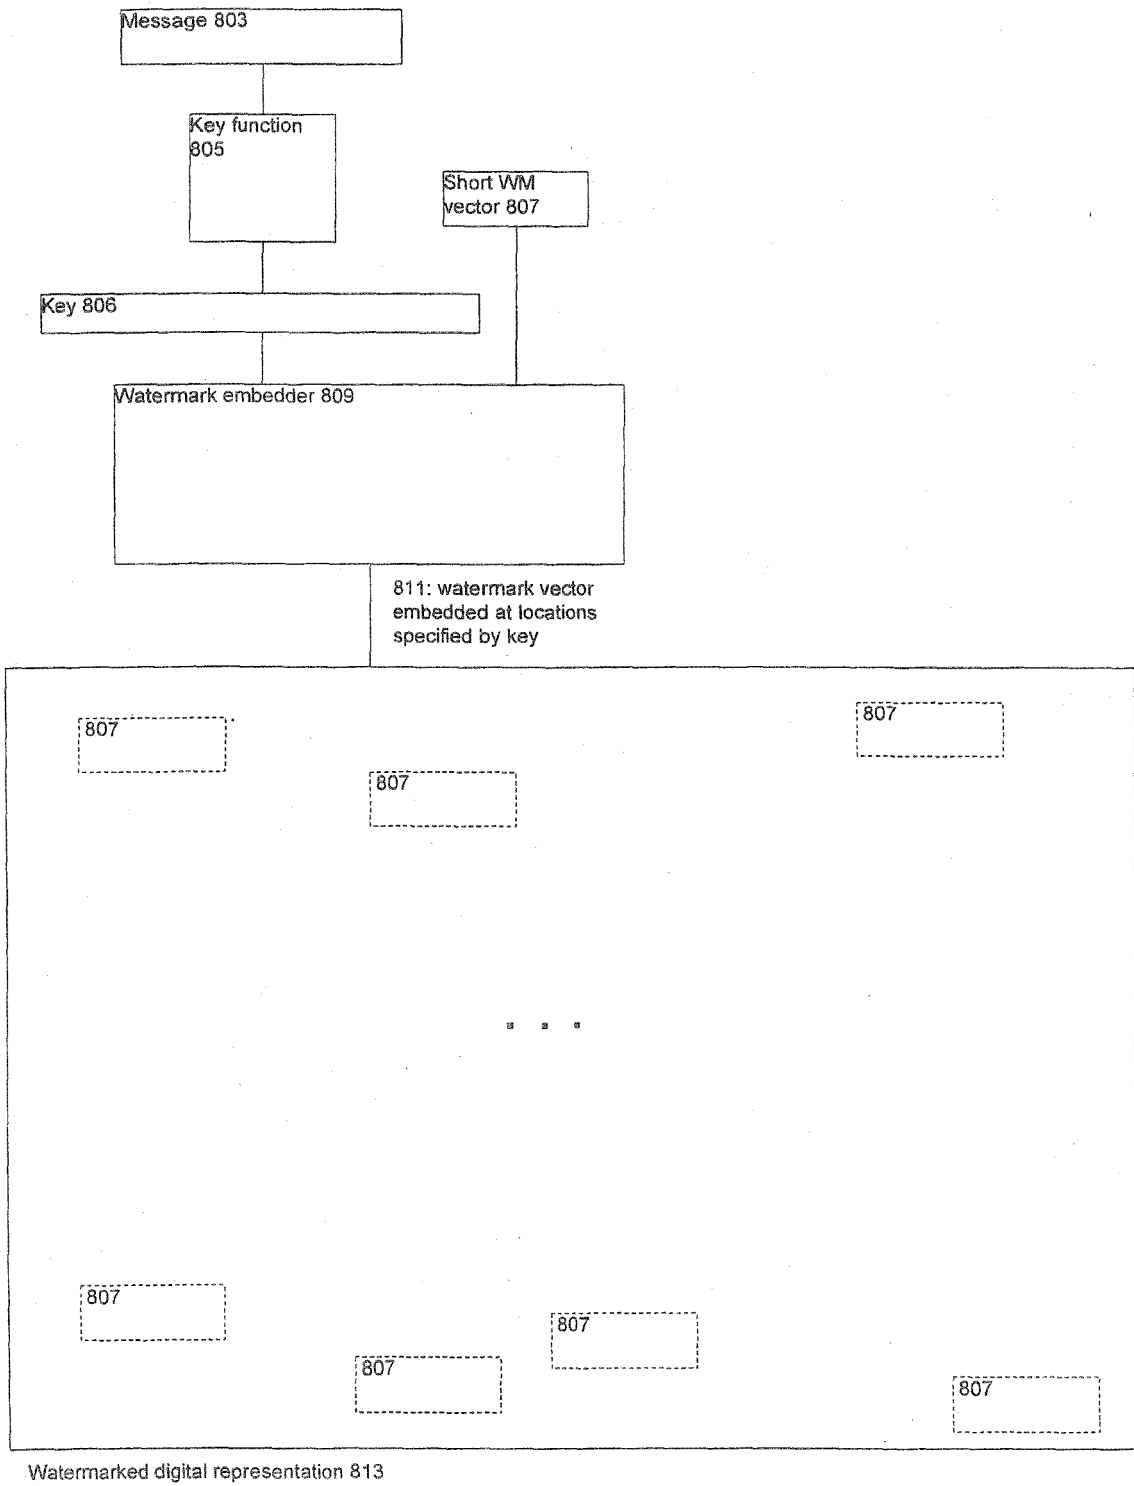 Message 803
Key function
805
Short WM
vector 807
Key 806
Watermark embedder 809
811: watermark vector
embedded at locations
specified by key
807
807
807
807
807
807
807
Watermarked digital representation 813